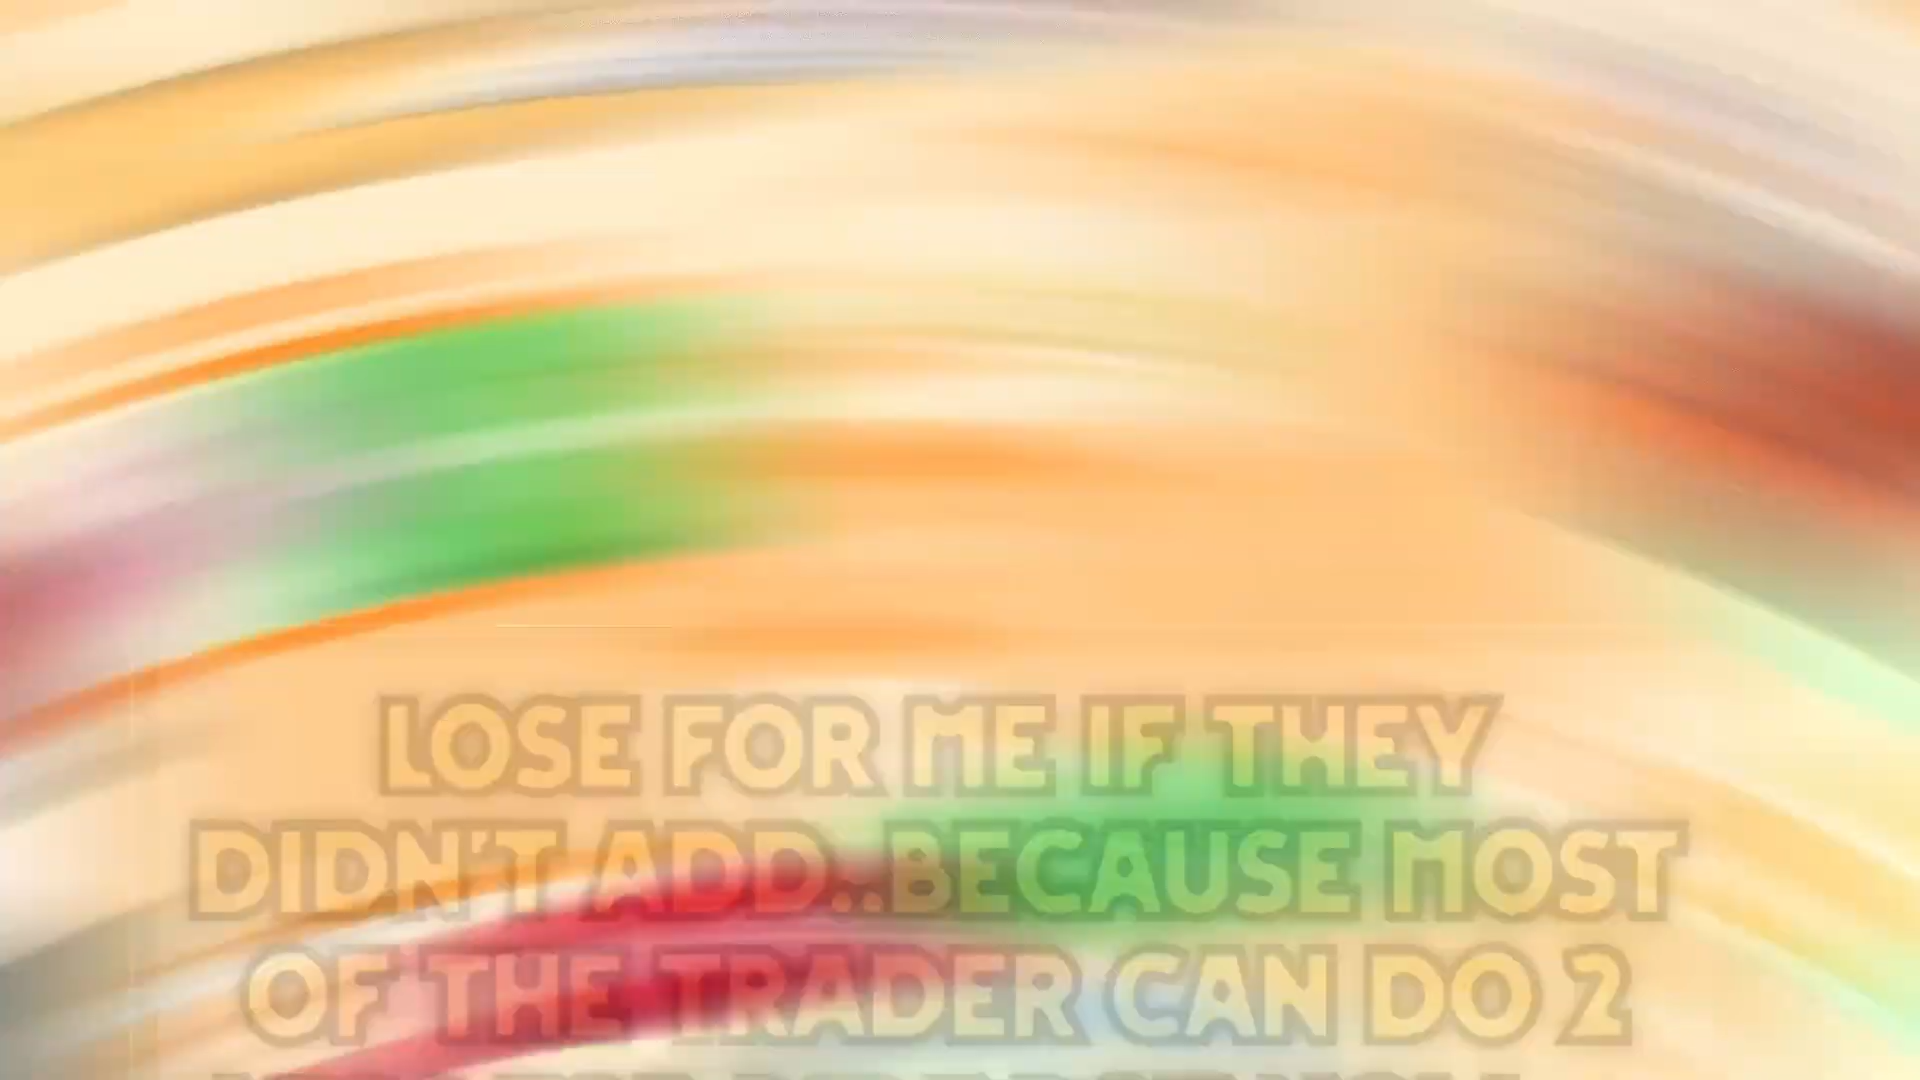 LOSE FOR ME IF THEY
DIDN'T ADD..BECAUSE MOST
OF THE TRADER CAN DO 2